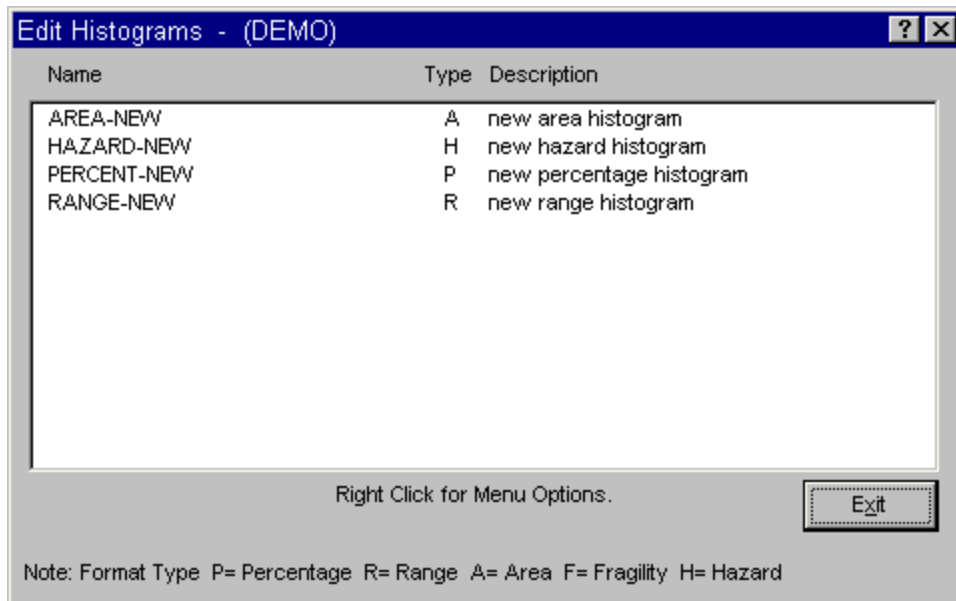 Edit Histograms - (DEMO)
Name Type Description
AREA-NEW A new area histogram
HAZARD-NEW H new hazard histogram
PERCENT-NEW P new percentage histogram
RANGE-NEW R new range histogram
Right Click for Menu Options.
Exit
Note: Format Type P= Percentage R= Range A= Area F= Fragility H= Hazard